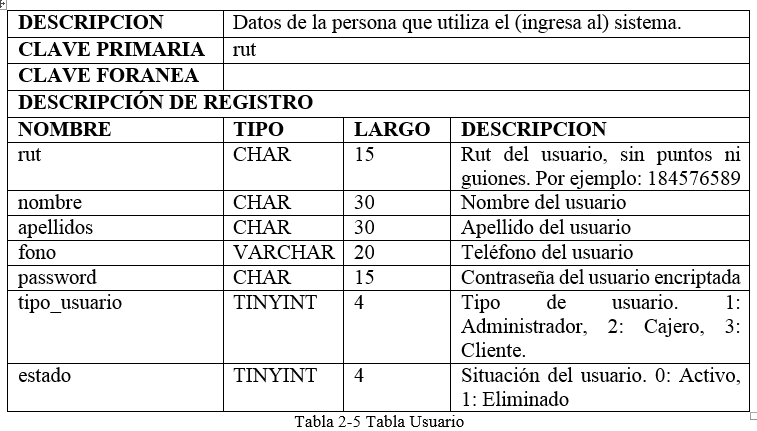 DESCRIPCION Datos de la persona que utiliza el (ingresa al) sistema.
CLAVE PRIMARIA rut
CLAVE FORANEA
DESCRIPCIÓN DE REGISTRO
NOMBRE TIPO LARGO DESCRIPCION
rut CHAR 15 Rut del usuario, sin puntos ni
guiones. Por ejemplo: 184576589
nombre CHAR 30 Nombre del usuario
apellidos CHAR 30 Apellido del usuario
fono VARCHAR 20 Teléfono del usuario
password CHAR 15 Contraseña del usuario encriptada
tipo_usuario TINYINT 4 Tipo de usuario. 1:
Administrador, 2: Cajero, 3:
Cliente.
estado TINYINT 4 Situación del usuario. 0: Activo,
1: Eliminado
Tabla 2-5 Tabla Usuario